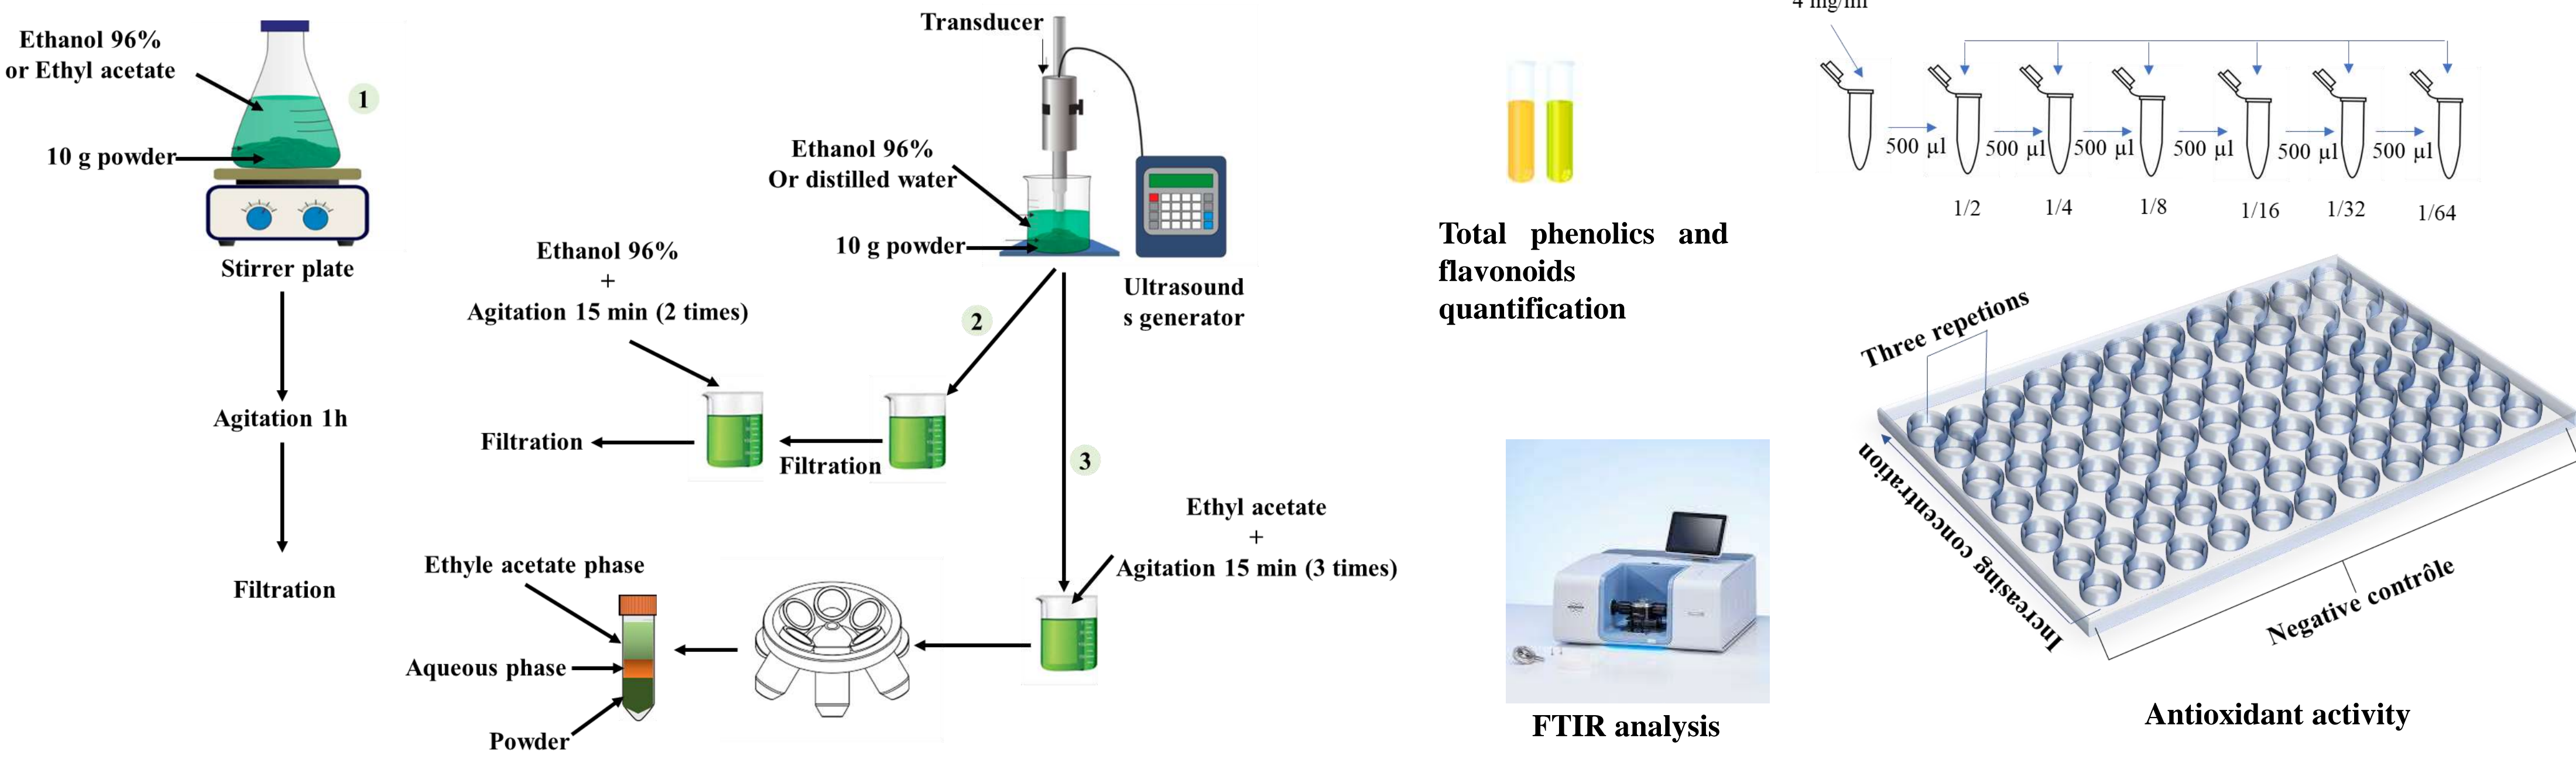 Ethanol 96%
or Ethyl acetate
1
10 g powder
Stirrer plate
Agitation 1h
Filtration
Transducer
Ethanol 96%
Or distilled water
10 g powder
Ultrasound
s generator
Ethanol 96%
+
Agitation 15 min (2 times)
2
Filtration
Filtration
3
Ethyl acetate
+
Agitation 15 min (3 times)
Ethyle acetate phase
Aqueous phase
Powder
Total phenolics and
flavonoids
quantification
FTIR analysis
4 mg/ml
500 µl
500 µl
500 µl
500 µl
500 µl
500 µl
1/2
1/4
1/8
1/16
1/32
1/64
Three repetions
Increasing concentration
Negative contrôle
Antioxidant activity